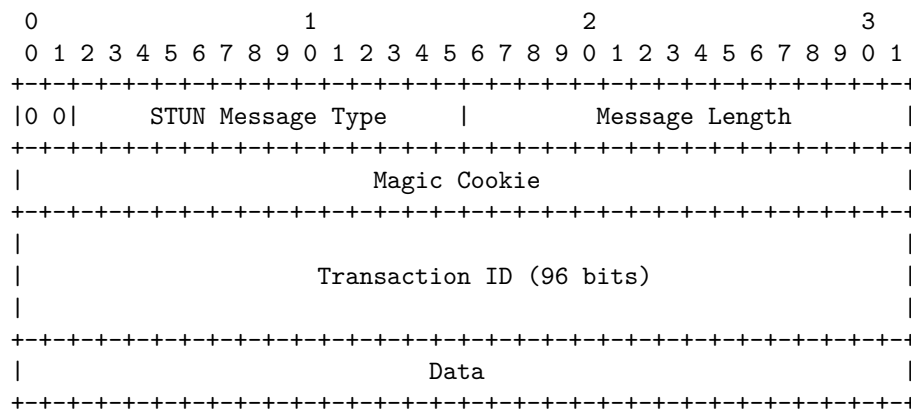 0                   1                   2                   3
0 1 2 3 4 5 6 7 8 9 0 1 2 3 4 5 6 7 8 9 0 1 2 3 4 5 6 7 8 9 0 1
+-+-+-+-+-+-+-+-+-+-+-+-+-+-+-+-+-+-+-+-+-+-+-+-+-+-+-+-+-+-+-+-+
|0 0|     STUN Message Type     |         Message Length        |
+-+-+-+-+-+-+-+-+-+-+-+-+-+-+-+-+-+-+-+-+-+-+-+-+-+-+-+-+-+-+-+-+
|                         Magic Cookie                          |
+-+-+-+-+-+-+-+-+-+-+-+-+-+-+-+-+-+-+-+-+-+-+-+-+-+-+-+-+-+-+-+-+
|                                                               |
|                     Transaction ID (96 bits)                  |
|                                                               |
+-+-+-+-+-+-+-+-+-+-+-+-+-+-+-+-+-+-+-+-+-+-+-+-+-+-+-+-+-+-+-+-+
|                             Data                              |
+-+-+-+-+-+-+-+-+-+-+-+-+-+-+-+-+-+-+-+-+-+-+-+-+-+-+-+-+-+-+-+-+